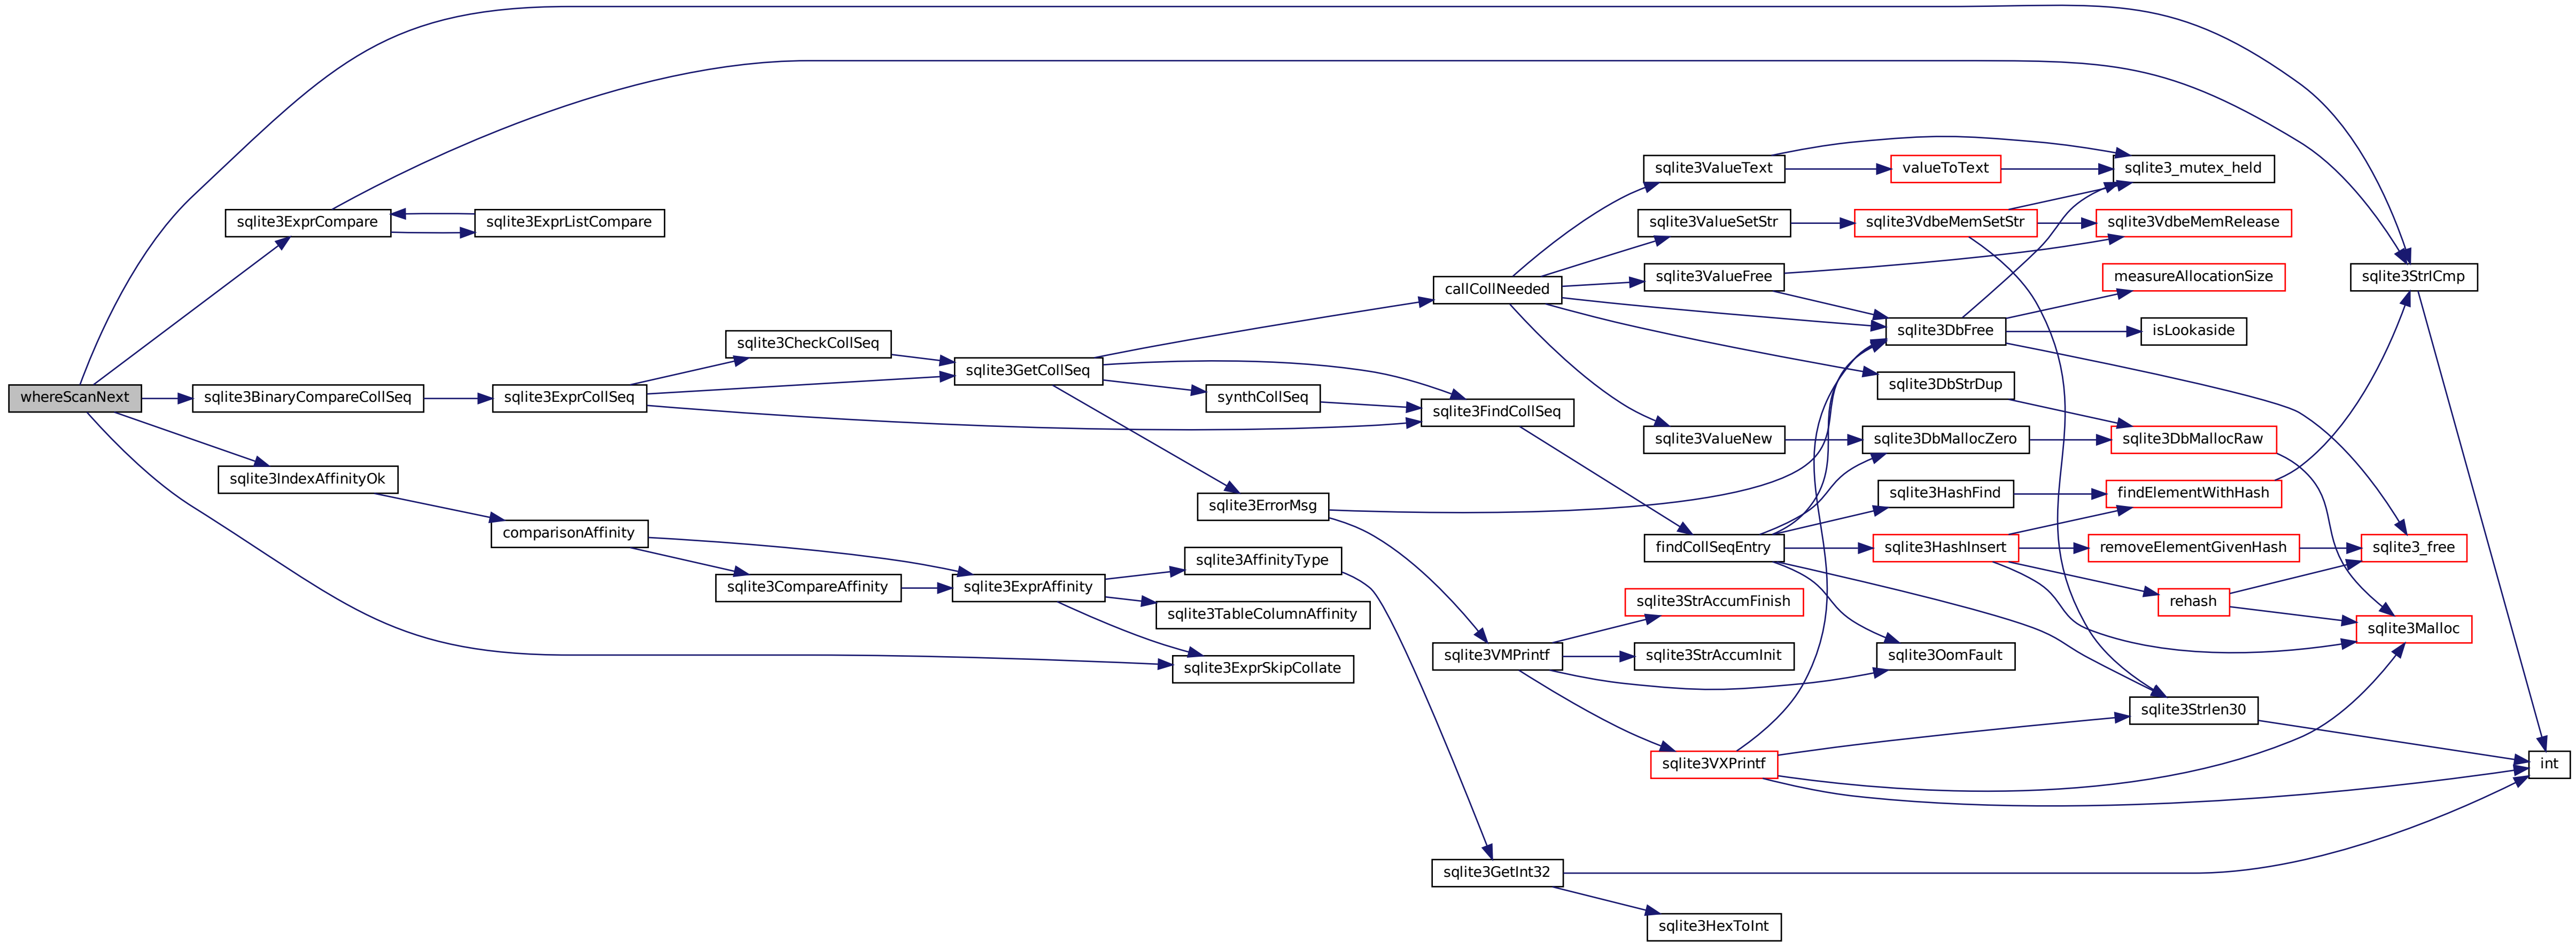 whereScanNext
sqlite3ExprCompare
sqlite3ExprListCompare
sqlite3BinaryCompareCollSeq
sqlite3ExprCollSeq
sqlite3CheckCollSeq
sqlite3GetCollSeq
synthCollSeq
sqlite3FindCollSeq
sqlite3ErrorMsg
sqlite3IndexAffinityOk
comparisonAffinity
sqlite3CompareAffinity
sqlite3ExprAffinity
sqlite3AffinityType
sqlite3TableColumnAffinity
sqlite3ExprSkipCollate
callCollNeeded
sqlite3ValueText
valueToText
sqlite3_mutex_held
sqlite3ValueSetStr
sqlite3VdbeMemSetStr
sqlite3VdbeMemRelease
sqlite3ValueFree
measureAllocationSize
sqlite3StrICmp
sqlite3DbFree
isLookaside
sqlite3DbStrDup
sqlite3ValueNew
sqlite3DbMallocZero
sqlite3DbMallocRaw
sqlite3HashFind
findElementWithHash
findCollSeqEntry
sqlite3HashInsert
removeElementGivenHash
sqlite3_free
rehash
sqlite3Malloc
sqlite3StrAccumFinish
sqlite3VMPrintf
sqlite3StrAccumInit
sqlite3OomFault
sqlite3Strlen30
sqlite3VXPrintf
int
sqlite3GetInt32
sqlite3HexToInt